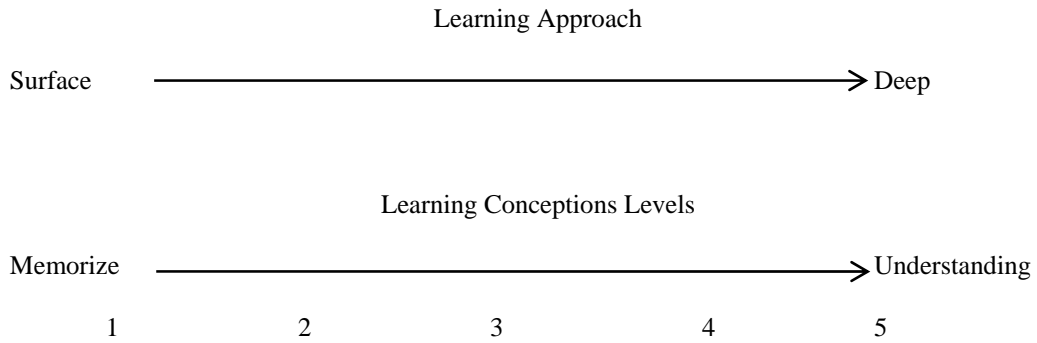 Learning Approach
Surface Deep
Learning Conceptions Levels
Memorize Understanding
1 2 3 4 5